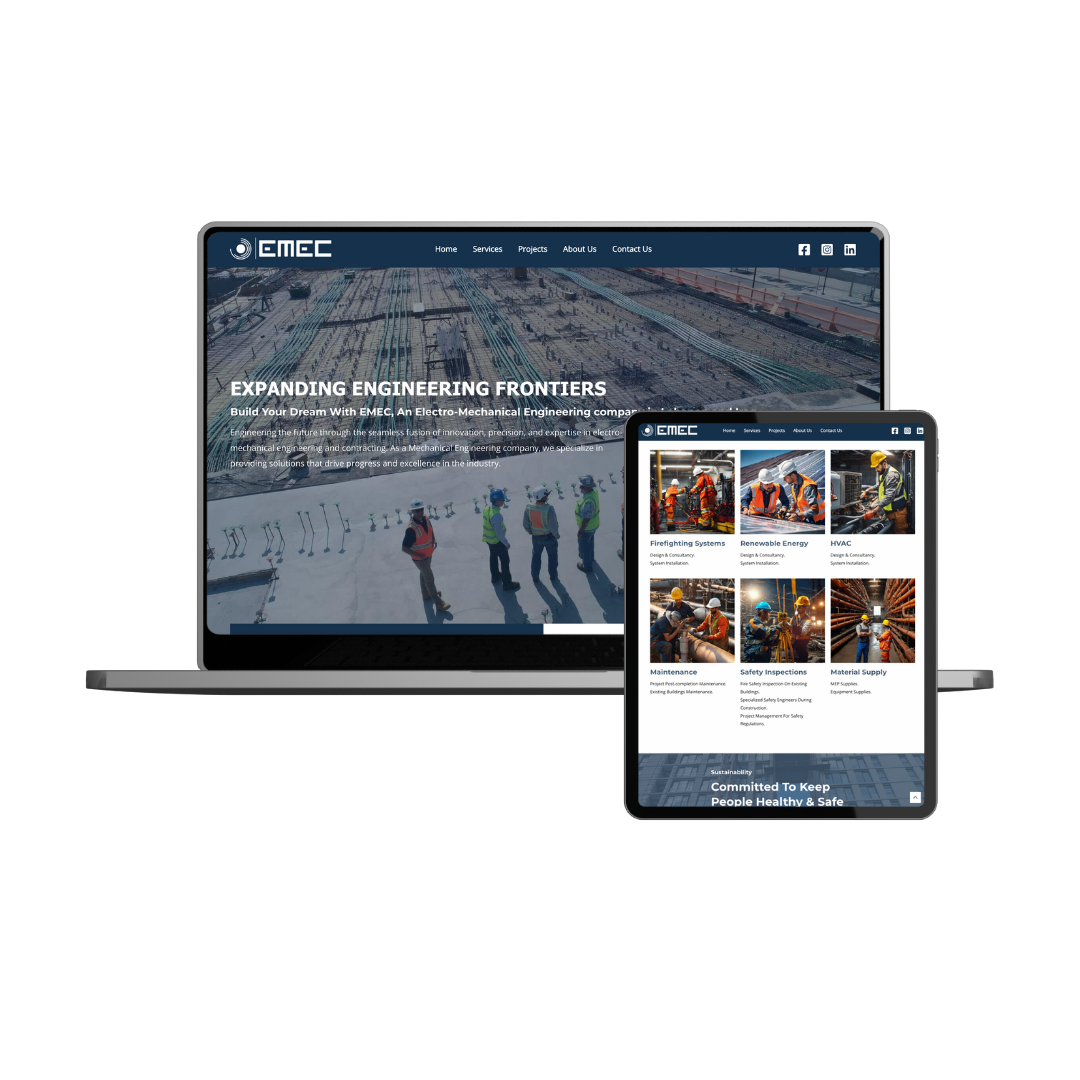 EMEC
Home Services Projects About Us Contact Us
EXPANDING ENGINEERING FRONTIERS
Build Your Dream With EMEC, An Electro-Mechanical Engineering
Engineering the future through the seamless fusion of innovation, precision, and expertise in electro-
mechanical engineering and contracting. As a Mechanical Engineering company, we specialize in
providing solutions that drive progress and excellence in the industry.
EMEC
Home Services Projects About Us Contact Us
Firefighting Systems
Design & Consultancy.
System Installation.
Renewable Energy
Design & Consultancy.
System Installation.
HVAC
Design & Consultancy.
System Installation.
Maintenance
Project Post-completion Maintenance.
Existing Buildings Maintenance.
Safety Inspections
Fire Safety Inspection On Existing
Buildings.
Specialized Safety Engineers During
Construction.
Project Management For Safety
Regulations.
Material Supply
MEP Supplies.
Equipment Supplies.
Sustainability
Committed To Keep
People Healthy & Safe